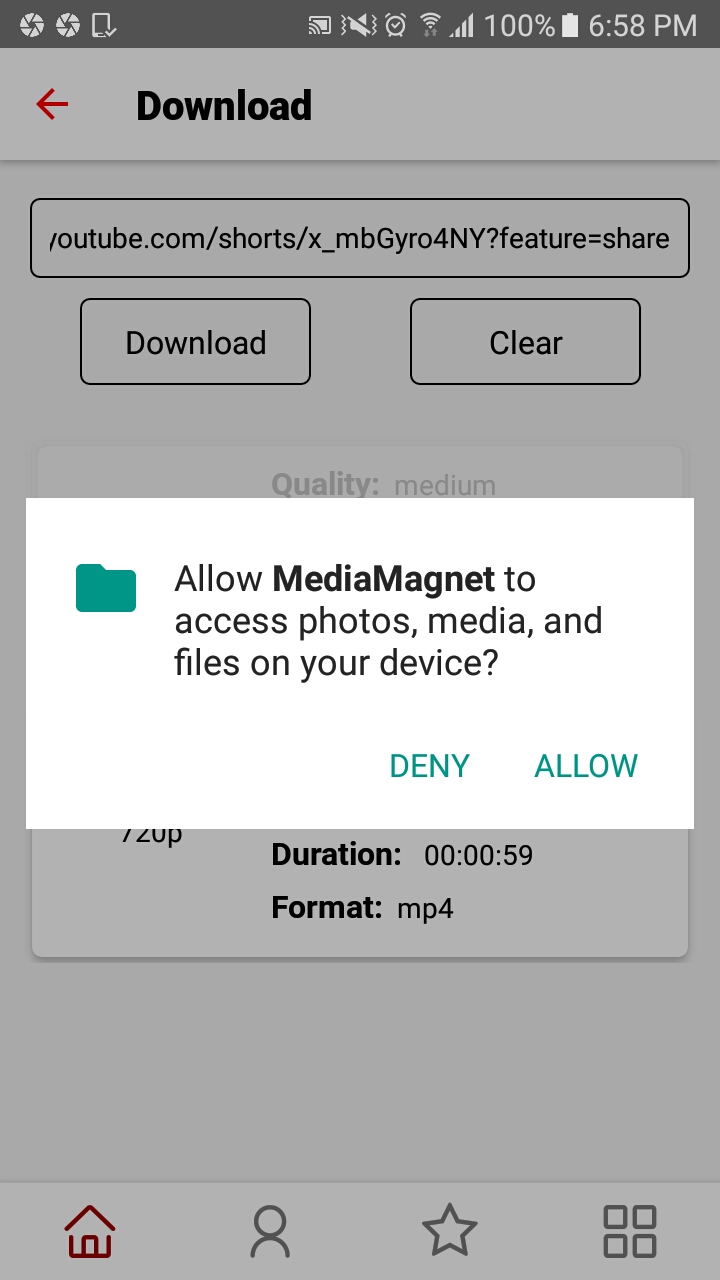 100% 6:58 PM
Download
youtube.com/shorts/x_mbGyro4NY?feature=share
Download Clear
Quality: medium
Allow MediaMagnet to
access photos, media, and
files on your device?
DENY ALLOW
720p
Duration: 00:00:59
Format: mp4